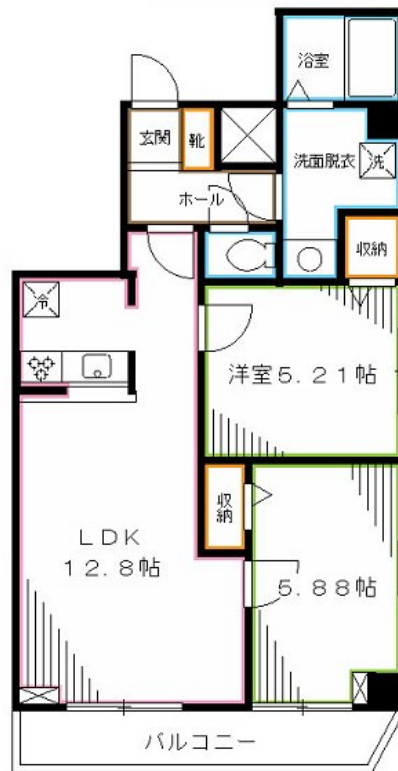 浴室
玄関
靴
洗面脱衣
洗
ホール
収納
冷
洋室5.21帖
収納
LDK
12.8帖
5.88帖
バルコニー